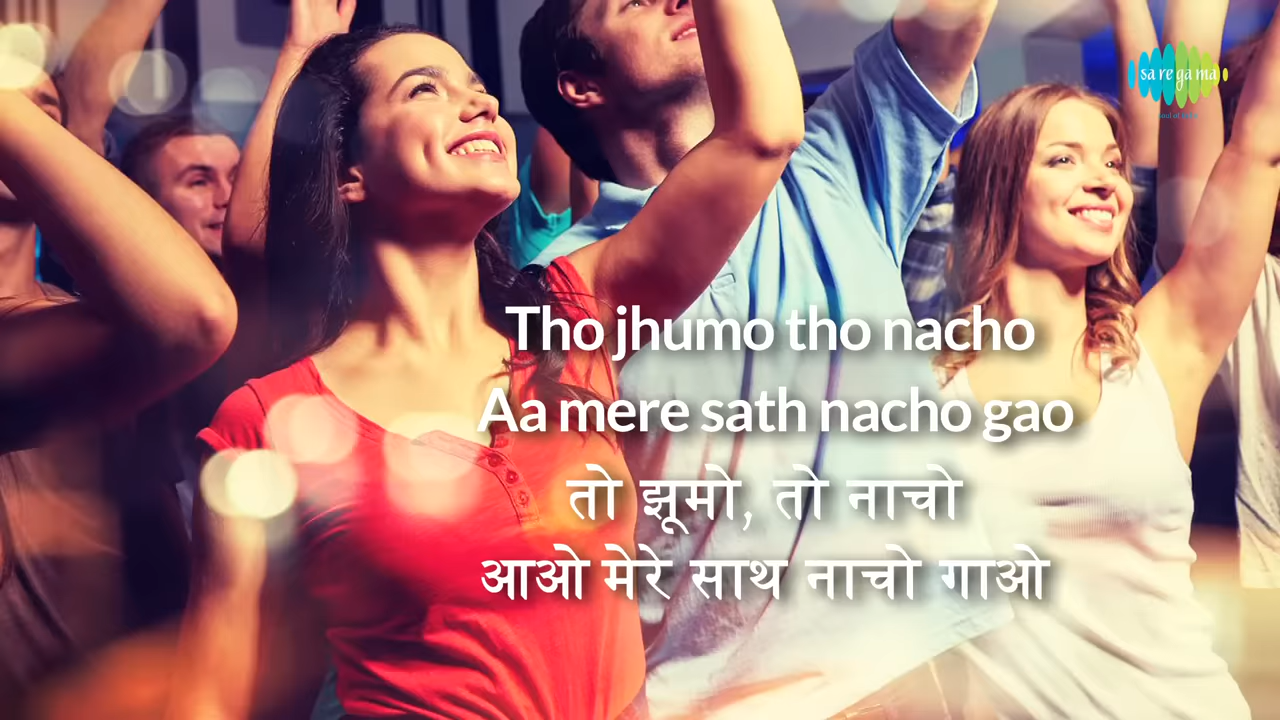 sa re ga ma
Tho jhumo tho nacho
Aa mere sath nacho gao
तो झूमो, तो नाचो
आओ मेरे साथ नाचो गाओ